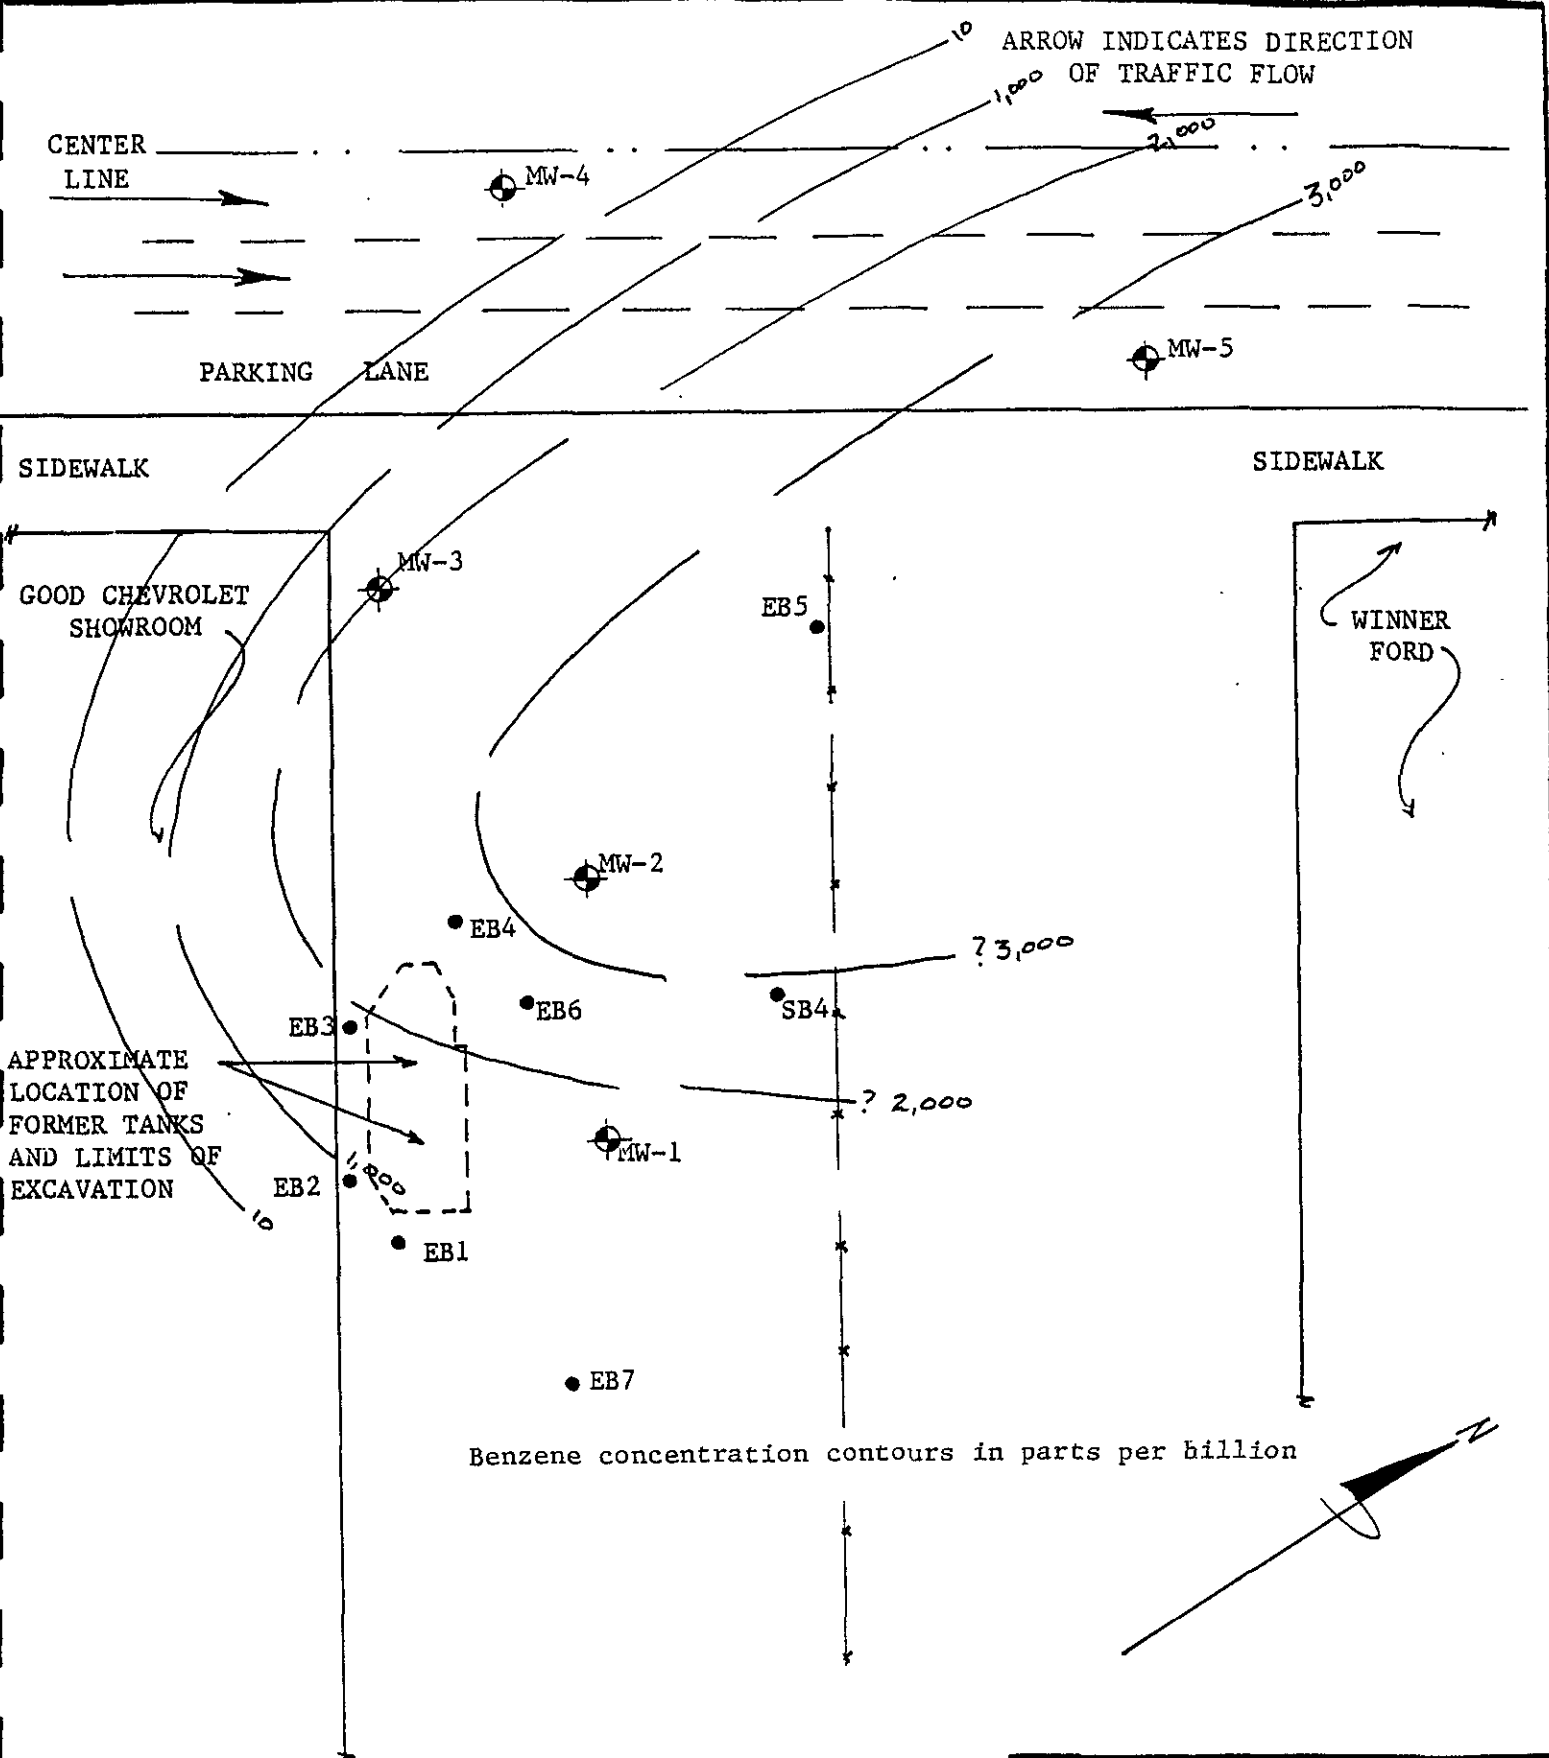 10
ARROW INDICATES DIRECTION
OF TRAFFIC FLOW
1,000
2,000
CENTER
LINE
MW-4
3,000
MW-5
PARKING LANE
SIDEWALK
SIDEWALK
MW-3
GOOD CHEVROLET
SHOWROOM
EB5
WINNER
FORD
MW-2
EB4
? 3,000
EB6
SB4
EB3
APPROXIMATE
LOCATION OF
FORMER TANKS
AND LIMITS OF
EXCAVATION
? 2,000
MW-1
1,000
EB2
10
EB1
EB7
Benzene concentration contours in parts per billion
N